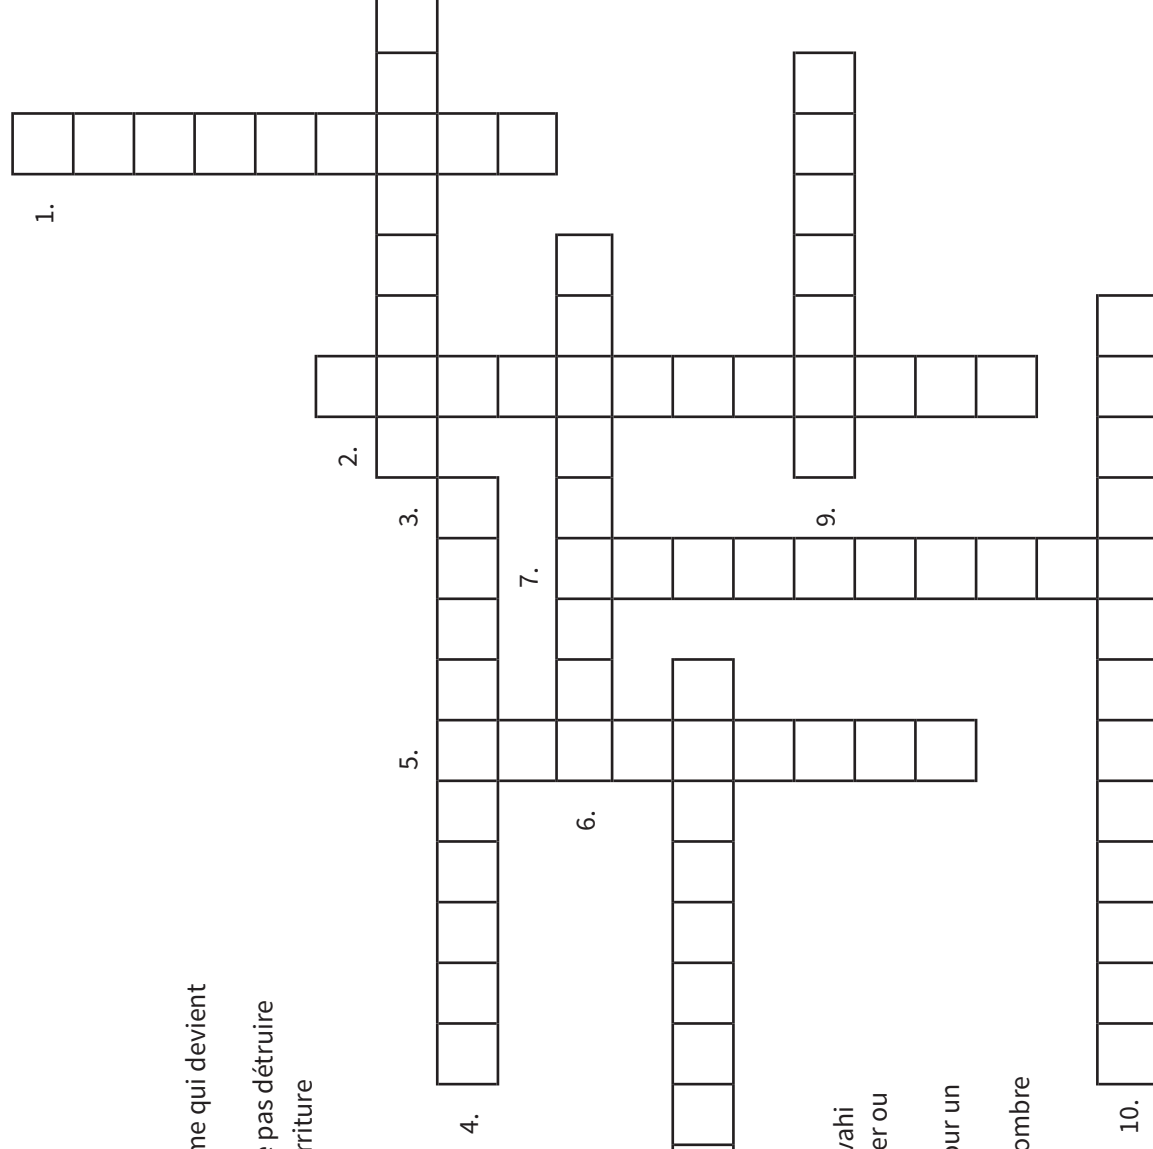 1.
me qui devient
e pas détruire
rriture
2.
3.
5.
4.
7.
6.
9.
vahi
er ou
our un
ombre
10.